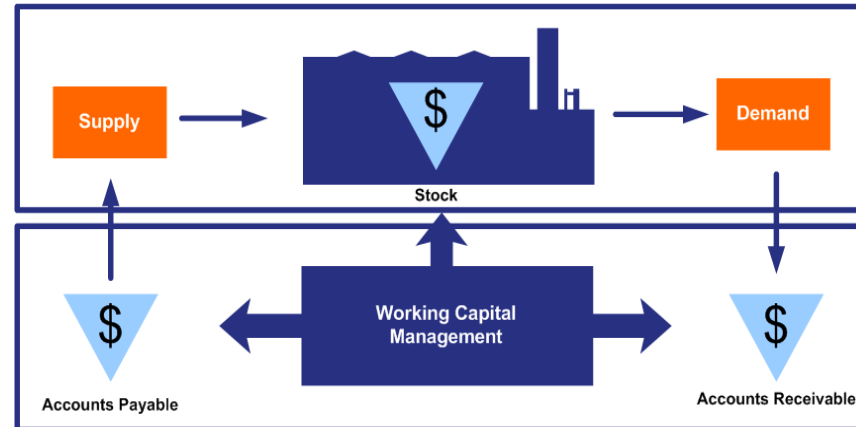 Supply
$
Demand
Stock
$
Working Capital
Management
$
Accounts Payable
Accounts Receivable